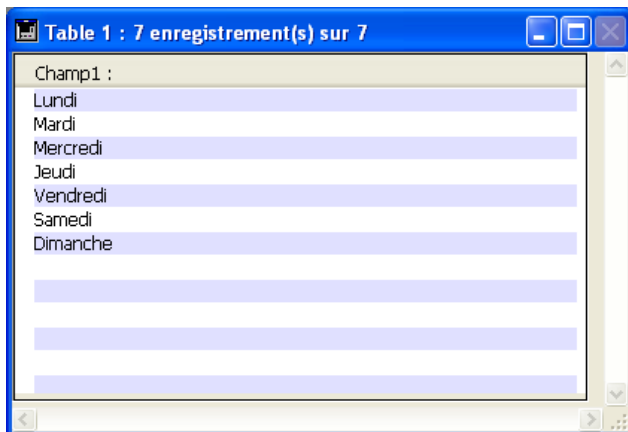 Table 1 : 7 enregistrement(s) sur 7
Champ1 :
Lundi
Mardi
Mercredi
Jeudi
Vendredi
Samedi
Dimanche